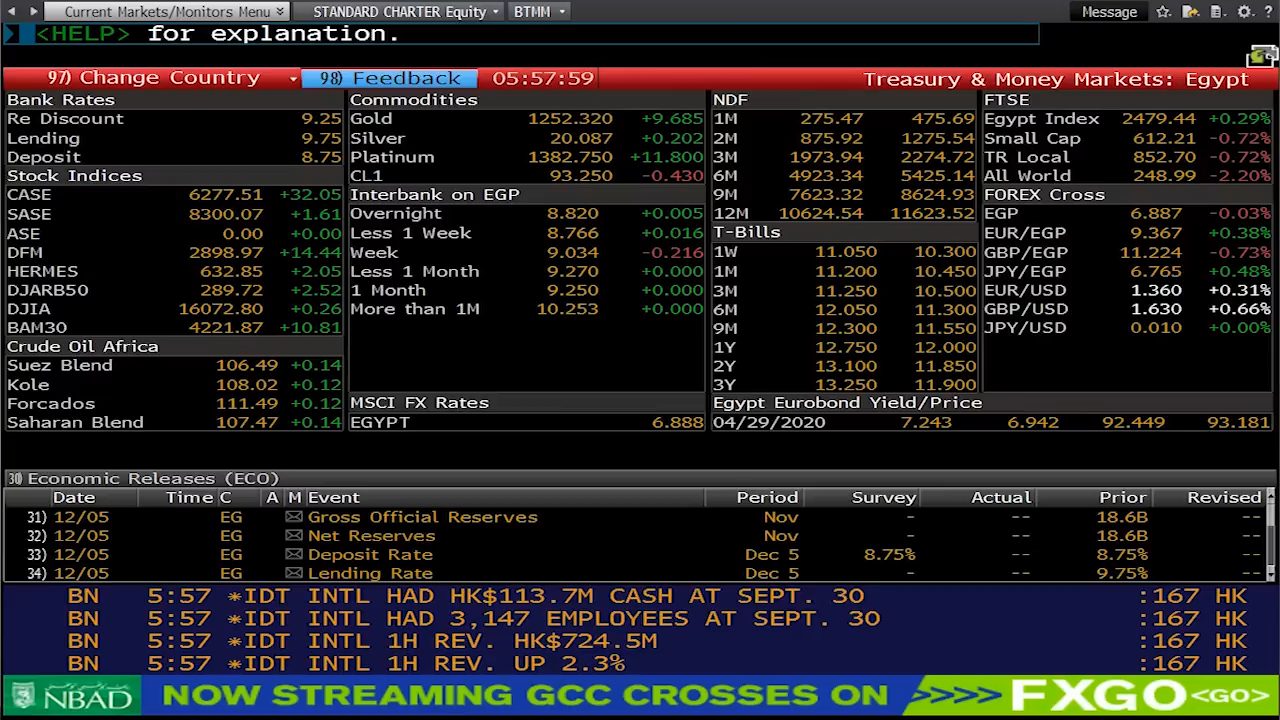 Current Markets/Monitors Menu STANDARD CHARTER Equity BTMM Message ?
<HELP> for explanation.
97) Change Country 98) Feedback 05:57:59 Treasury & Money Markets: Egypt
Bank Rates
Re Discount 9.25
Lending 9.75
Deposit 8.75
Stock Indices
CASE 6277.51 +32.05
SASE 8300.07 +1.61
ASE 0.00 +0.00
DFM 2898.97 +14.44
HERMES 632.85 +2.05
DJARB50 289.72 +2.52
DJIA 16072.80 +0.26
BAM30 4221.87 +10.81
Crude Oil Africa
Suez Blend 106.49 +0.14
Kole 108.02 +0.12
Forcados 111.49 +0.12
Saharan Blend 107.47 +0.14
Commodities
Gold 1252.320 +9.685
Silver 20.087 +0.202
Platinum 1382.750 +11.800
CL1 93.250 -0.430
Interbank on EGP
Overnight 8.820 +0.005
Less 1 Week 8.766 +0.016
Week 9.034 -0.216
Less 1 Month 9.270 +0.000
1 Month 9.250 +0.000
More than 1M 10.253 +0.000
MSCI FX Rates
EGYPT 6.888
NDF
1M 275.47 475.69
2M 875.92 1275.54
3M 1973.94 2274.72
6M 4923.34 5425.14
9M 7623.32 8624.93
12M 10624.54 11623.52
T-Bills
1W 11.050 10.300
1M 11.200 10.450
3M 11.250 10.500
6M 12.050 11.300
9M 12.300 11.550
1Y 12.750 12.000
2Y 13.100 11.850
3Y 13.250 11.900
FTSE
Egypt Index 2479.44 +0.29%
Small Cap 612.21 -0.72%
TR Local 852.70 -0.72%
All World 248.99 -2.20%
FOREX Cross
EGP 6.887 -0.03%
EUR/EGP 9.367 +0.38%
GBP/EGP 11.224 -0.73%
JPY/EGP 6.765 +0.48%
EUR/USD 1.360 +0.31%
GBP/USD 1.630 +0.66%
JPY/USD 0.010 +0.00%
Egypt Eurobond Yield/Price
04/29/2020 7.243 6.942 92.449 93.181
30) Economic Releases (ECO)
Date Time C A M Event Period Survey Actual Prior Revised
31) 12/05 EG Gross Official Reserves Nov - -- 18.6B --
32) 12/05 EG Net Reserves Nov - -- 18.6B --
33) 12/05 EG Deposit Rate Dec 5 8.75% -- 8.75% --
34) 12/05 EG Lending Rate Dec 5 - -- 9.75% --
BN 5:57 *IDT INTL HAD HK$113.7M CASH AT SEPT. 30 :167 HK
BN 5:57 *IDT INTL HAD 3,147 EMPLOYEES AT SEPT. 30 :167 HK
BN 5:57 *IDT INTL 1H REV. HK$724.5M :167 HK
BN 5:57 *IDT INTL 1H REV. UP 2.3% :167 HK
NBAD NOW STREAMING GCC CROSSES ON >>>> FXGO <GO>